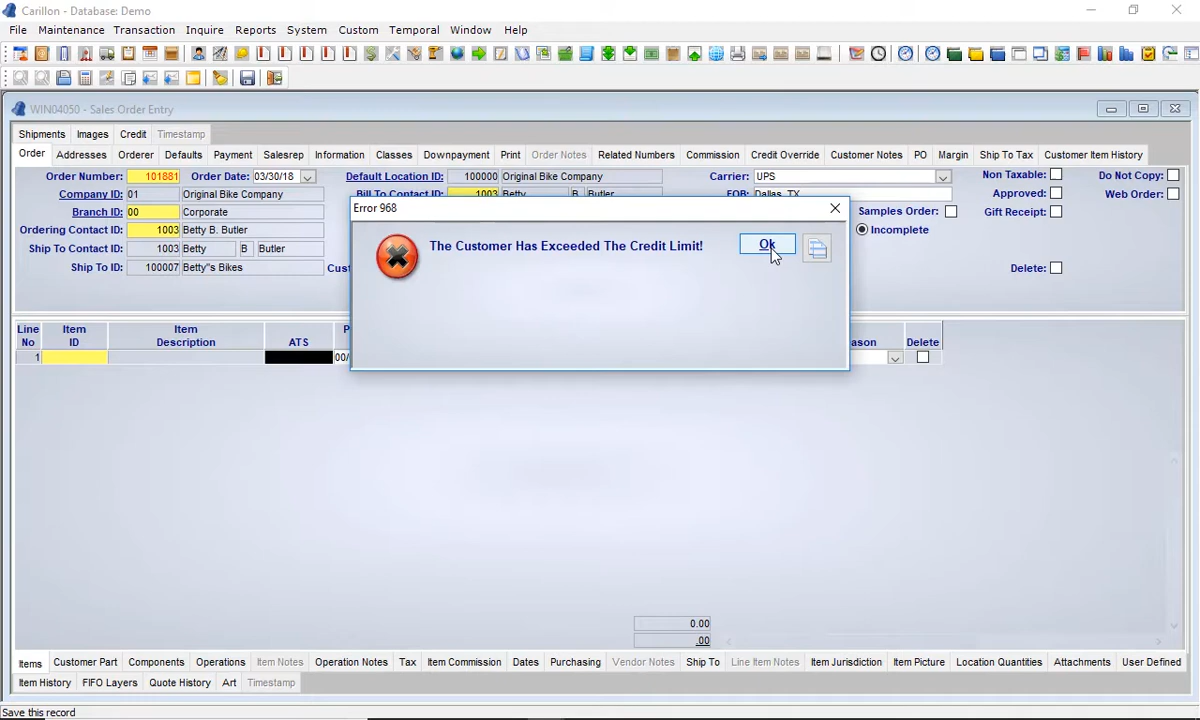 Carillon - Database: Demo
File Maintenance Transaction Inquire Reports System Custom Temporal Window Help
WIN04050 - Sales Order Entry
Shipments Images Credit Timestamp
Order Addresses Orderer Defaults Payment Salesrep Information Classes Downpayment Print Order Notes Related Numbers Commission Credit Override Customer Notes PO Margin Ship To Tax Customer Item History
Order Number: 101881 Order Date: 03/30/18 Default Location ID: 100000 Original Bike Company Carrier: UPS Non Taxable: Do Not Copy:
Company ID: 01 Original Bike Company Bill To Contact ID: 1003 Betty B Butler FOB: Dallas, TX Approved: Web Order:
Branch ID: 00 Corporate Samples Order: Gift Receipt:
Ordering Contact ID: 1003 Betty B. Butler Incomplete
Ship To Contact ID: 1003 Betty B Butler
Ship To ID: 100007 Betty"s Bikes Cust Delete:
Error 968
The Customer Has Exceeded The Credit Limit! Ok
Line No Item ID Item Description ATS P ason Delete
1 00/
0.00
.00
Items Customer Part Components Operations Item Notes Operation Notes Tax Item Commission Dates Purchasing Vendor Notes Ship To Line Item Notes Item Jurisdiction Item Picture Location Quantities Attachments User Defined
Item History FIFO Layers Quote History Art Timestamp
Save this record